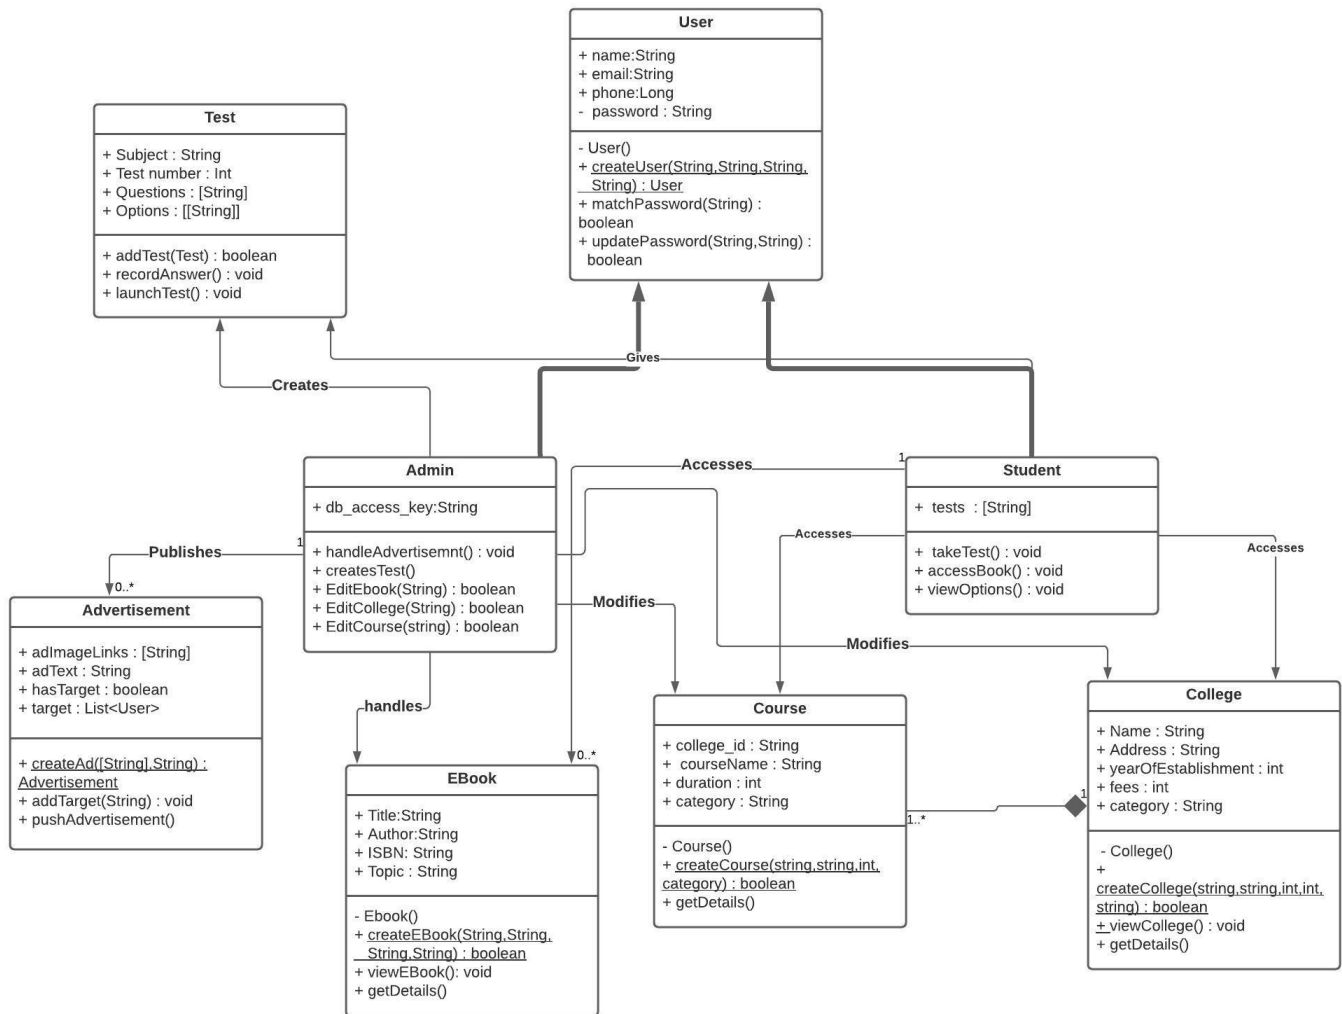 User
+ name:String
+ email:String
+ phone:Long
- password : String
- User()
+ createUser(String,String,String,
String) : User
+ matchPassword(String) :
boolean
+ updatePassword(String,String) :
boolean
Test
+ Subject : String
+ Test number : Int
+ Questions : [String]
+ Options : [[String]]
+ addTest(Test) : boolean
+ recordAnswer() : void
+ launchTest() : void
Gives
Creates
Admin
+ db_access_key:String
+ handleAdvertisemnt() : void
+ createsTest()
+ EditEbook(String) : boolean
+ EditCollege(String) : boolean
+ EditCourse(string) : boolean
Accesses
1
Student
+ tests : [String]
+ takeTest() : void
+ accessBook() : void
+ viewOptions() : void
Accesses
Accesses
1
Publishes
0..*
Modifies
Modifies
handles
Advertisement
+ adImageLinks : [String]
+ adText : String
+ hasTarget : boolean
+ target : List<User>
+ createAd([String],String) :
Advertisement
+ addTarget(String) : void
+ pushAdvertisement()
0..*
EBook
+ Title:String
+ Author:String
+ ISBN: String
+ Topic : String
- Ebook()
+ createEBook(String,String,
String,String) : boolean
+ viewEBook(): void
+ getDetails()
Course
+ college_id : String
+ courseName : String
+ duration : int
+ category : String
- Course()
+ createCourse(string,string,int,
category) : boolean
+ getDetails()
1..*
1
College
+ Name : String
+ Address : String
+ yearOfEstablishment : int
+ fees : int
+ category : String
- College()
+
createCollege(string,string,int,int,
string) : boolean
+ viewCollege() : void
+ getDetails()